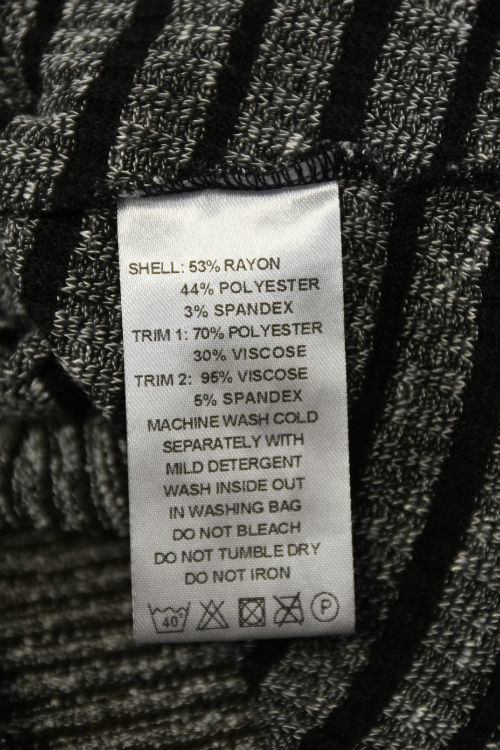 SHELL: 53% RAYON
44% POLYESTER
3% SPANDEX
TRIM 1: 70% POLYESTER
30% VISCOSE
TRIM 2: 95% VISCOSE
5% SPANDEX
MACHINE WASH COLD
SEPARATELY WITH
MILD DETERGENT
WASH INSIDE OUT
IN WASHING BAG
DO NOT BLEACH
DO NOT TUMBLE DRY
DO NOT IRON
40 P